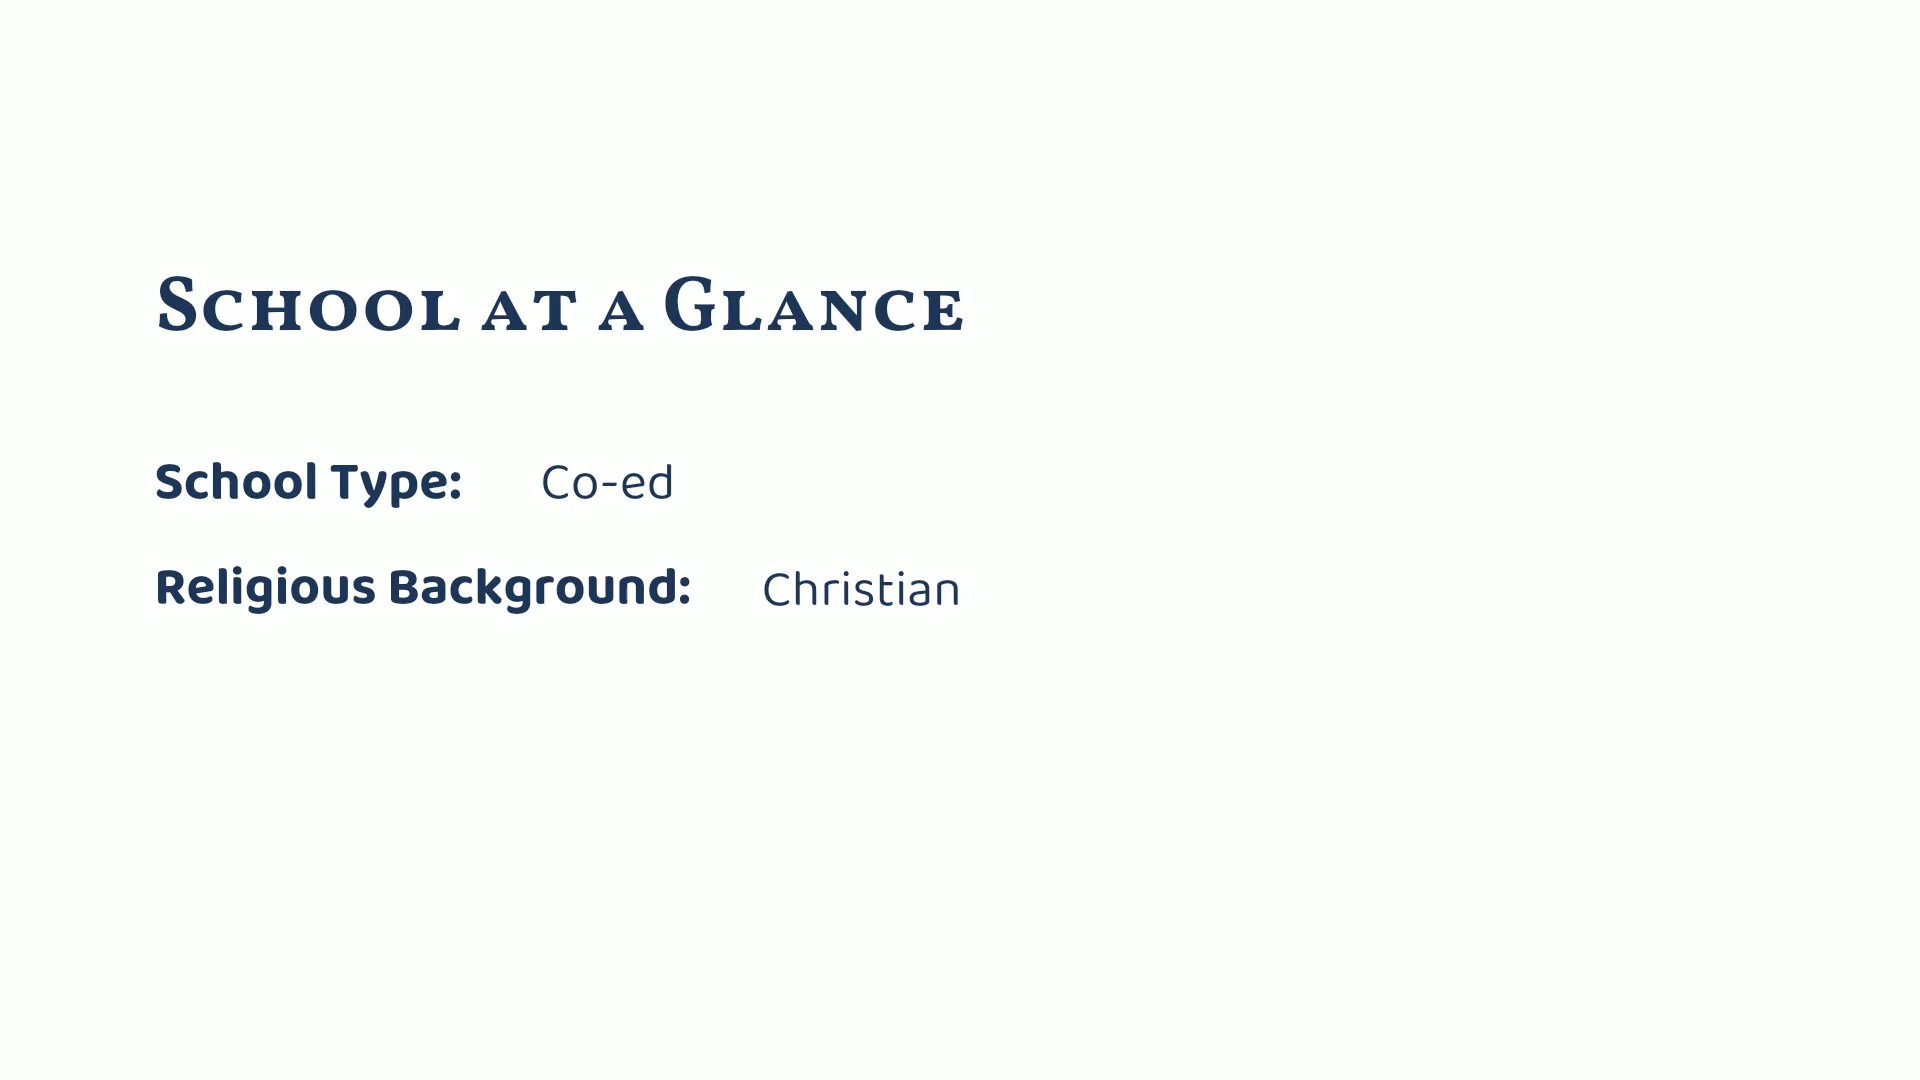 School at a Glance
School Type: Co-ed
Religious Background: Christian